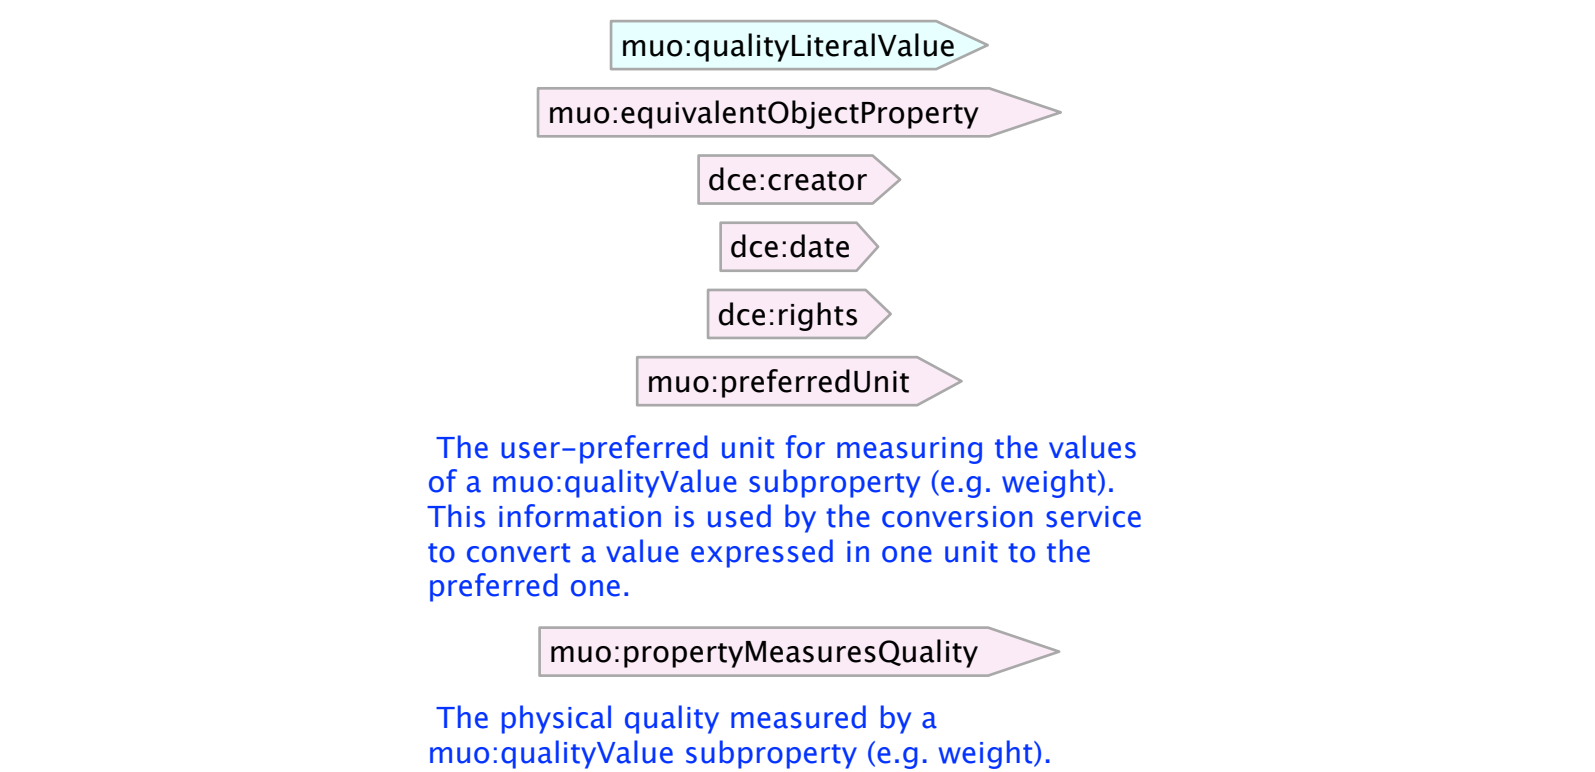 muo:qualityLiteralValue
muo:equivalentObjectProperty
dce:creator
dce:date
dce:rights
muo:preferredUnit
The user-preferred unit for measuring the values
of a muo:qualityValue subproperty (e.g. weight).
This information is used by the conversion service
to convert a value expressed in one unit to the
preferred one.
muo:propertyMeasuresQuality
The physical quality measured by a
muo:qualityValue subproperty (e.g. weight).